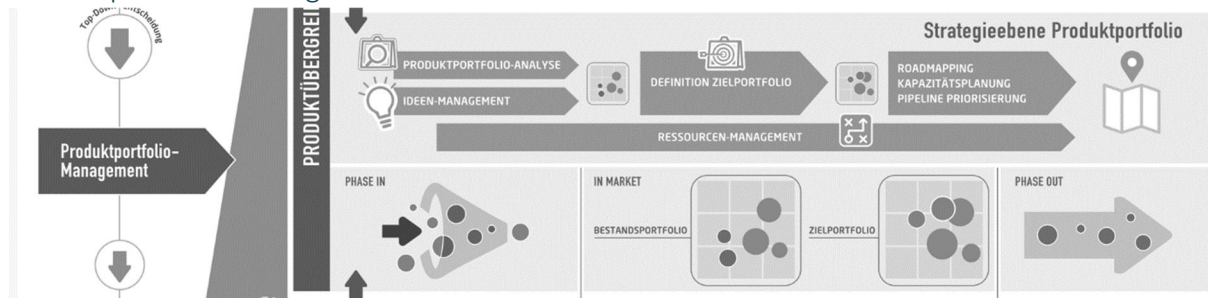 Top-Down-Entscheidung
Produktportfolio-
Management
Strategieebene Produktportfolio
PRODUKTPORTFOLIO-ANALYSE
IDEEN-MANAGEMENT
DEFINITION ZIELPORTFOLIO
ROADMAPPING
KAPAZITÄTSPLANUNG
PIPELINE PRIORISIERUNG
RESSOURCEN-MANAGEMENT
PHASE IN
IN MARKET
BESTANDSPORTFOLIO
ZIELPORTFOLIO
PHASE OUT